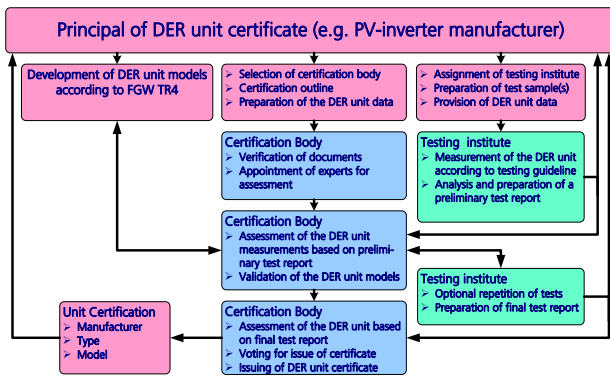 Principal of DER unit certificate (e.g. PV-inverter manufacturer)
Development of DER unit models
according to FGW TR4
➢ Selection of certification body
➢ Certification outline
➢ Preparation of the DER unit data
➢ Assignment of testing institute
➢ Preparation of test sample(s)
➢ Provision of DER unit data
Certification Body
➢ Verification of documents
➢ Appointment of experts for
assessment
Testing institute
➢ Measurement of the DER unit
according to testing guideline
➢ Analysis and preparation of a
preliminary test report
Certification Body
➢ Assessment of the DER unit
measurements based on prelimi-
nary test report
➢ Validation of the DER unit models
Testing institute
➢ Optional repetition of tests
➢ Preparation of final test report
Unit Certification
➢ Manufacturer
➢ Type
➢ Model
Certification Body
➢ Assessment of the DER unit based
on final test report
➢ Voting for issue of certificate
➢ Issuing of DER unit certificate